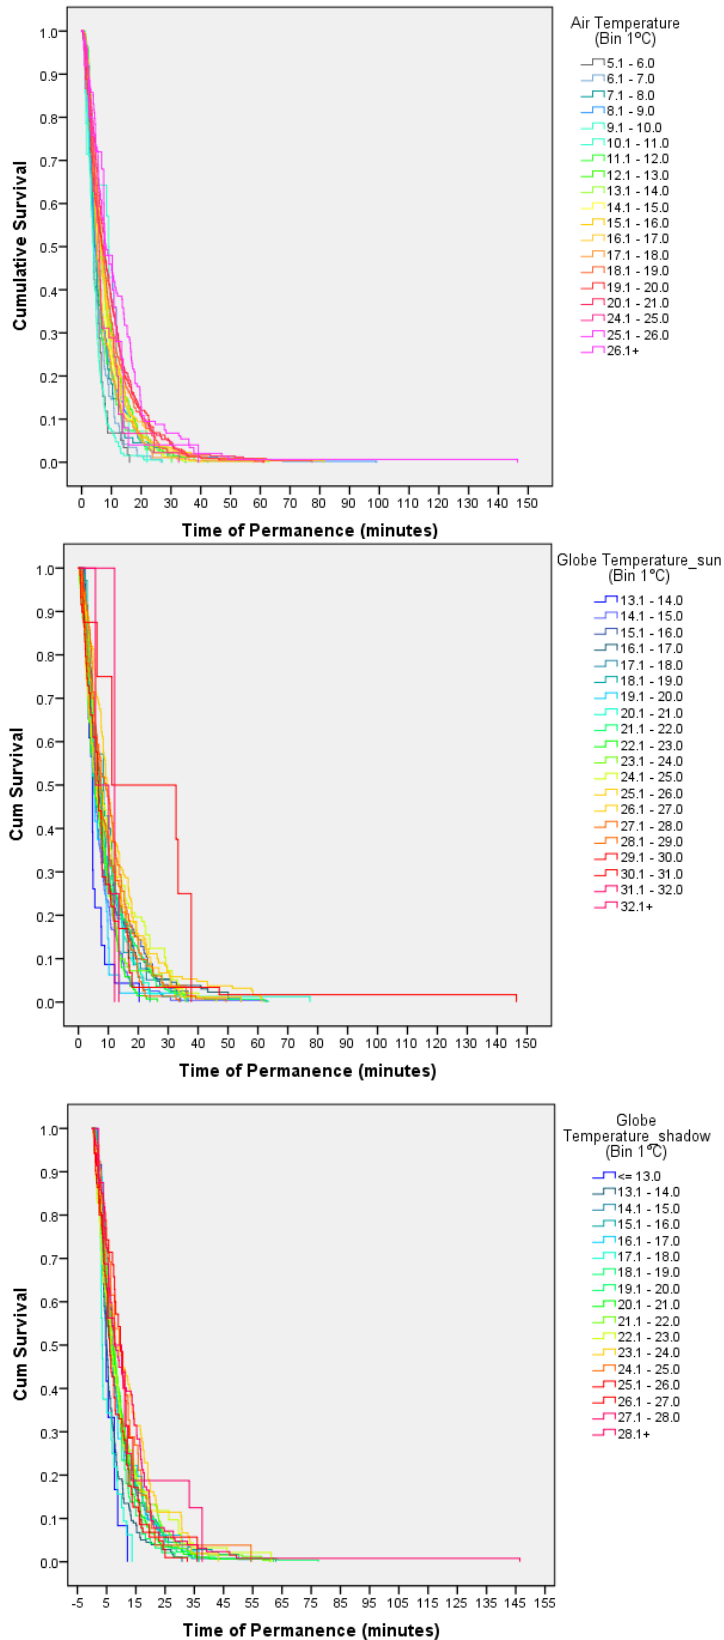 Air Temperature
(Bin 1ºC)
5.1 - 6.0
6.1 - 7.0
7.1 - 8.0
8.1 - 9.0
9.1 - 10.0
10.1 - 11.0
11.1 - 12.0
12.1 - 13.0
13.1 - 14.0
14.1 - 15.0
15.1 - 16.0
16.1 - 17.0
17.1 - 18.0
18.1 - 19.0
19.1 - 20.0
20.1 - 21.0
24.1 - 25.0
25.1 - 26.0
26.1+
Cumulative Survival
1.0
0.9
0.8
0.7
0.6
0.5
0.4
0.3
0.2
0.1
0.0
0 10 20 30 40 50 60 70 80 90 100 110 120 130 140 150
Time of Permanence (minutes)
Globe Temperature_sun
(Bin 1ºC)
13.1 - 14.0
14.1 - 15.0
15.1 - 16.0
16.1 - 17.0
17.1 - 18.0
18.1 - 19.0
19.1 - 20.0
20.1 - 21.0
21.1 - 22.0
22.1 - 23.0
23.1 - 24.0
24.1 - 25.0
25.1 - 26.0
26.1 - 27.0
27.1 - 28.0
28.1 - 29.0
29.1 - 30.0
30.1 - 31.0
31.1 - 32.0
32.1+
Cum Survival
1.0
0.9
0.8
0.7
0.6
0.5
0.4
0.3
0.2
0.1
0.0
0 10 20 30 40 50 60 70 80 90 100 110 120 130 140 150
Time of Permanence (minutes)
Globe
Temperature_shadow
(Bin 1ºC)
<= 13.0
13.1 - 14.0
14.1 - 15.0
15.1 - 16.0
16.1 - 17.0
17.1 - 18.0
18.1 - 19.0
19.1 - 20.0
20.1 - 21.0
21.1 - 22.0
22.1 - 23.0
23.1 - 24.0
24.1 - 25.0
25.1 - 26.0
26.1 - 27.0
27.1 - 28.0
28.1+
Cum Survival
1.0
0.9
0.8
0.7
0.6
0.5
0.4
0.3
0.2
0.1
0.0
-5 5 15 25 35 45 55 65 75 85 95 105 115 125 135 145 155
Time of Permanence (minutes)